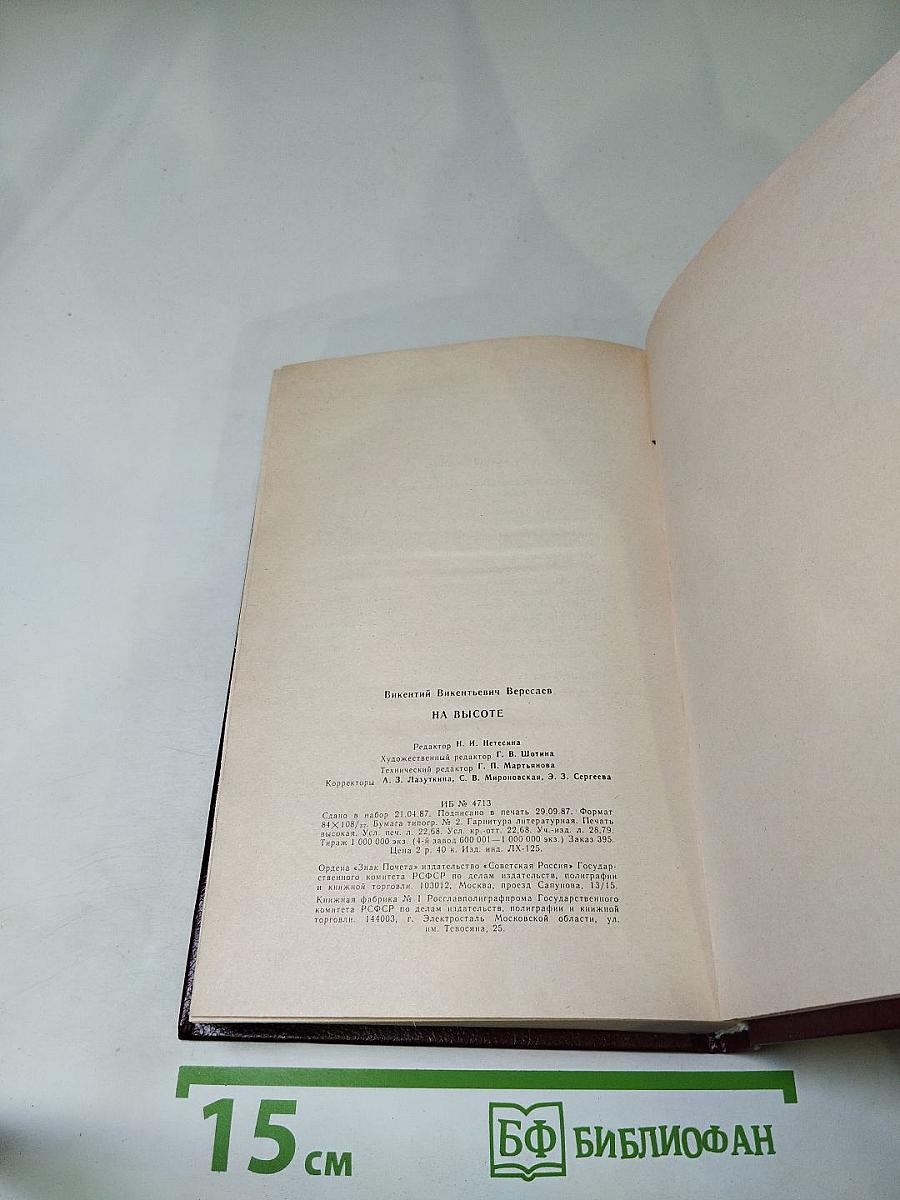 Викентий Викентьевич Вересаев
НА ВЫСОТЕ
Редактор Н. И. Нетесина
Художественный редактор Г. В. Шотина
Технический редактор Г. П. Мартьянова
Корректоры А. З. Лазуткина, С. В. Мироновская, Э. З. Сергеева
ИБ № 4713
Сдано в набор 21.04.87. Подписано в печать 29.09.87. Формат
84×108/32. Бумага типогр. № 2. Гарнитура литературная. Печать
высокая. Усл. печ. л. 22,68. Усл. кр.-отт. 22,68. Уч.-изд. л. 28,79.
Тираж 1 000 000 экз. (4-й завод 600 001—1 000 000 экз.) Заказ 395.
Цена 2 р. 40 к. Изд. инд. ЛХ-125.
Ордена «Знак Почета» издательство «Советская Россия» Государ-
ственного комитета РСФСР по делам издательств, полиграфии
и книжной торговли. 103012, Москва, проезд Сапунова, 13/15.
Книжная фабрика № 1 Росглавполиграфпрома Государственного
комитета РСФСР по делам издательств, полиграфии и книжной
торговли. 144003, г. Электросталь Московской области, ул.
им. Тевосяна, 25.
15 см
БФ БИБЛИОФАН